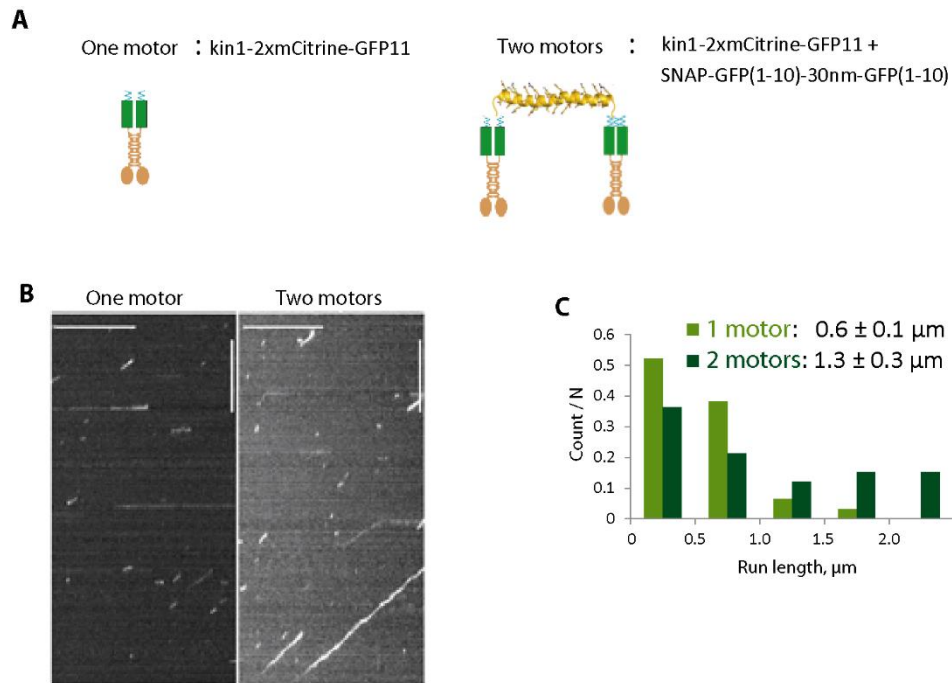 A
One motor : kin1-2xmCitrine-GFP11
Two motors : kin1-2xmCitrine-GFP11 +
SNAP-GFP(1-10)-30nm-GFP(1-10)
B
One motor
Two motors
C
1 motor: 0.6 ± 0.1 µm
2 motors: 1.3 ± 0.3 µm
Count / N
0.6
0.5
0.4
0.3
0.2
0.1
0
0 0.5 1.0 1.5 2.0
Run length, µm